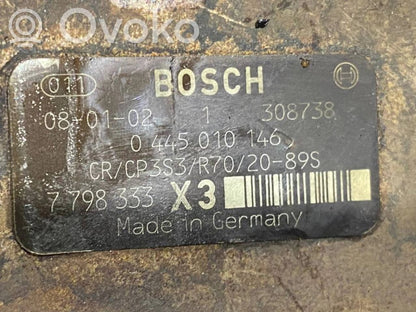 OVOKO
011 BOSCH
08-01-02 1 308738
0 445 010 146
CR/CP3S3/R70/20-89S
7 798 333 X3
Made in Germany